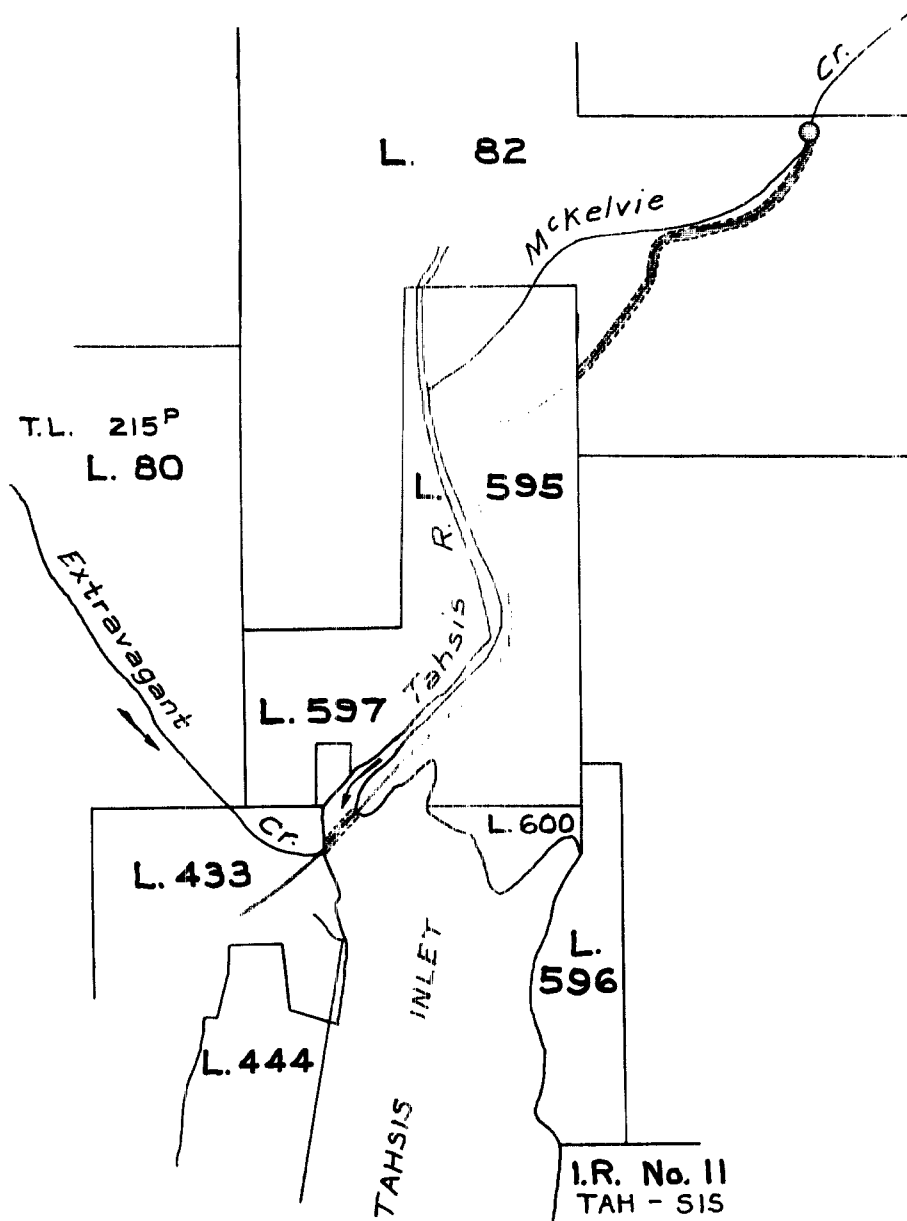 Cr.
L. 82
McKelvie
T.L. 215P
L. 80
L. 595
Extravagant
Tahsis R.
L. 597
Cr.
L. 600
L. 433
L. 596
TAHSIS INLET
L. 444
I.R. No. 11
TAH - SIS